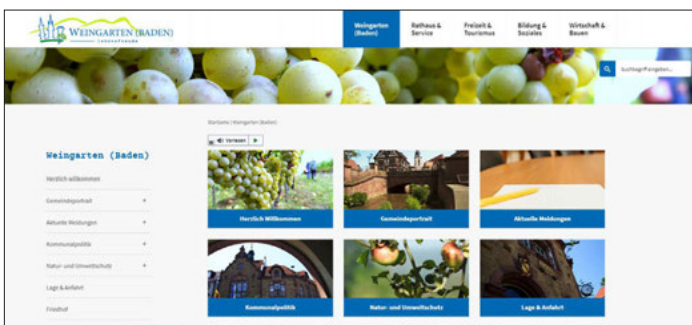 WEINGARTEN (BADEN)
Weingarten (Baden)
Rathaus & Service
Freizeit & Tourismus
Bildung & Soziales
Wirtschaft & Bauen
Suchbegriff eingeben...
Startseite | Weingarten (Baden)
Vorlesen
Weingarten (Baden)
Herzlich willkommen
Gemeindeportrait +
Aktuelle Meldungen +
Kommunalpolitik +
Natur- und Umweltschutz +
Lage & Anfahrt
Friedhof
Herzlich Willkommen
Gemeindeportrait
Aktuelle Meldungen
Kommunalpolitik
Natur- und Umweltschutz
Lage & Anfahrt